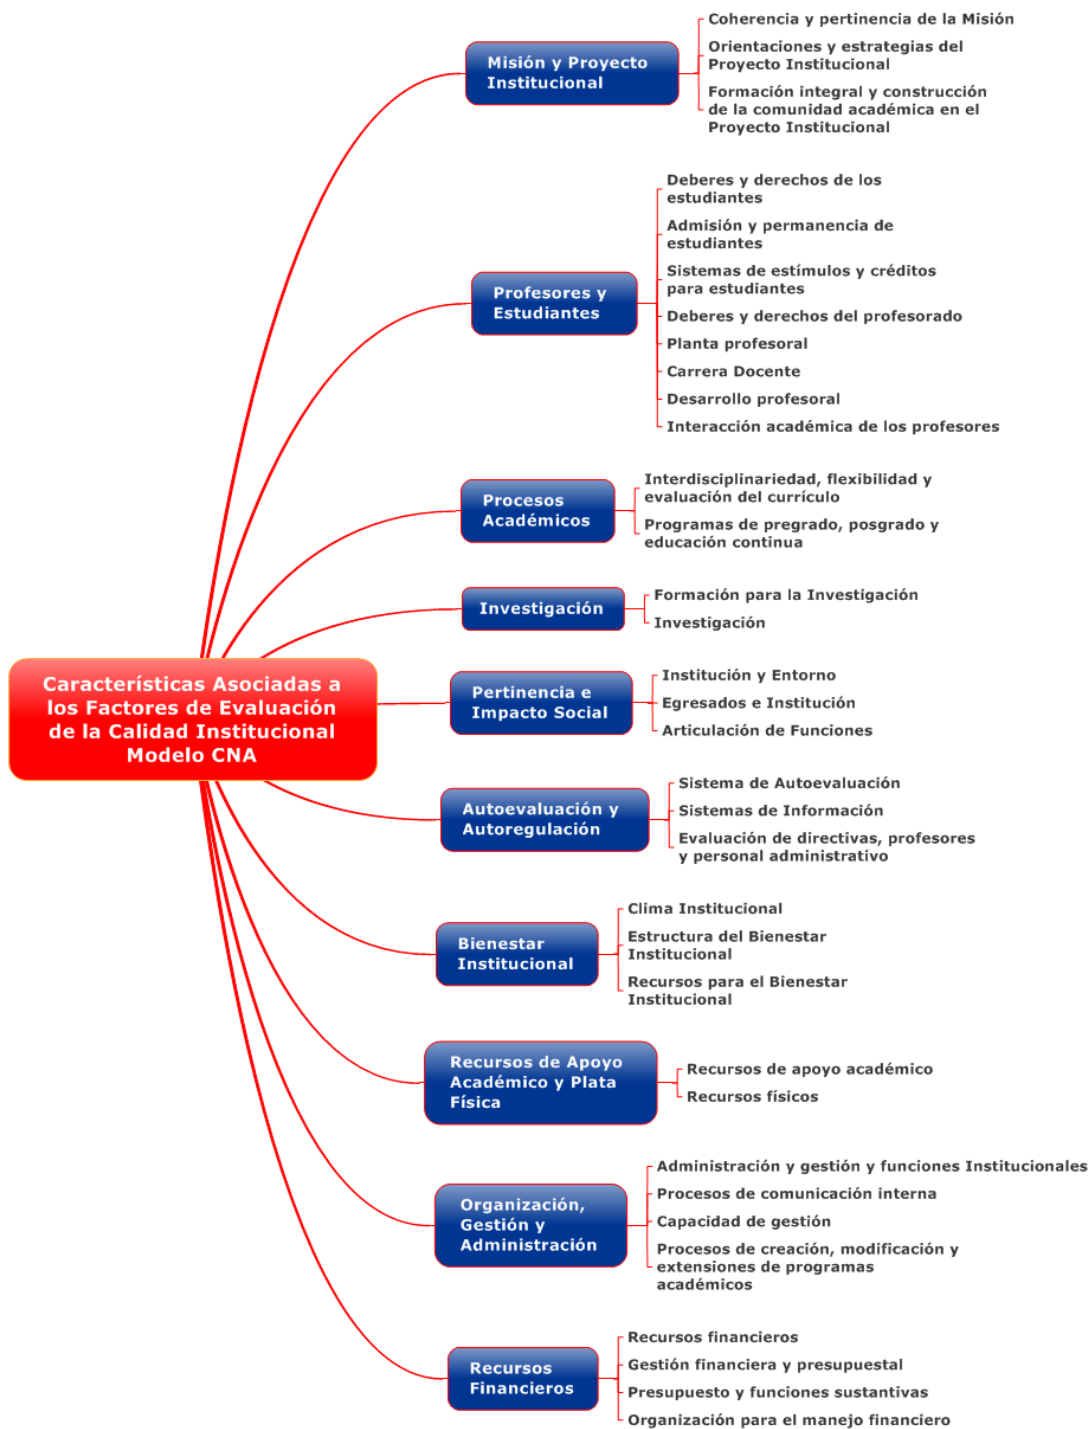 Misión y Proyecto
Institucional
Coherencia y pertinencia de la Misión
Orientaciones y estrategias del
Proyecto Institucional
Formación integral y construcción
de la comunidad académica en el
Proyecto Institucional
Profesores y
Estudiantes
Deberes y derechos de los
estudiantes
Admisión y permanencia de
estudiantes
Sistemas de estímulos y créditos
para estudiantes
Deberes y derechos del profesorado
Planta profesoral
Carrera Docente
Desarrollo profesoral
Interacción académica de los profesores
Procesos
Académicos
Interdisciplinariedad, flexibilidad y
evaluación del currículo
Programas de pregrado, posgrado y
educación continua
Investigación
Formación para la Investigación
Investigación
Características Asociadas a
los Factores de Evaluación
de la Calidad Institucional
Modelo CNA
Pertinencia e
Impacto Social
Institución y Entorno
Egresados e Institución
Articulación de Funciones
Autoevaluación y
Autoregulación
Sistema de Autoevaluación
Sistemas de Información
Evaluación de directivas, profesores
y personal administrativo
Bienestar
Institucional
Clima Institucional
Estructura del Bienestar
Institucional
Recursos para el Bienestar
Institucional
Recursos de Apoyo
Académico y Plata
Física
Recursos de apoyo académico
Recursos físicos
Organización,
Gestión y
Administración
Administración y gestión y funciones Institucionales
Procesos de comunicación interna
Capacidad de gestión
Procesos de creación, modificación y
extensiones de programas
académicos
Recursos
Financieros
Recursos financieros
Gestión financiera y presupuestal
Presupuesto y funciones sustantivas
Organización para el manejo financiero